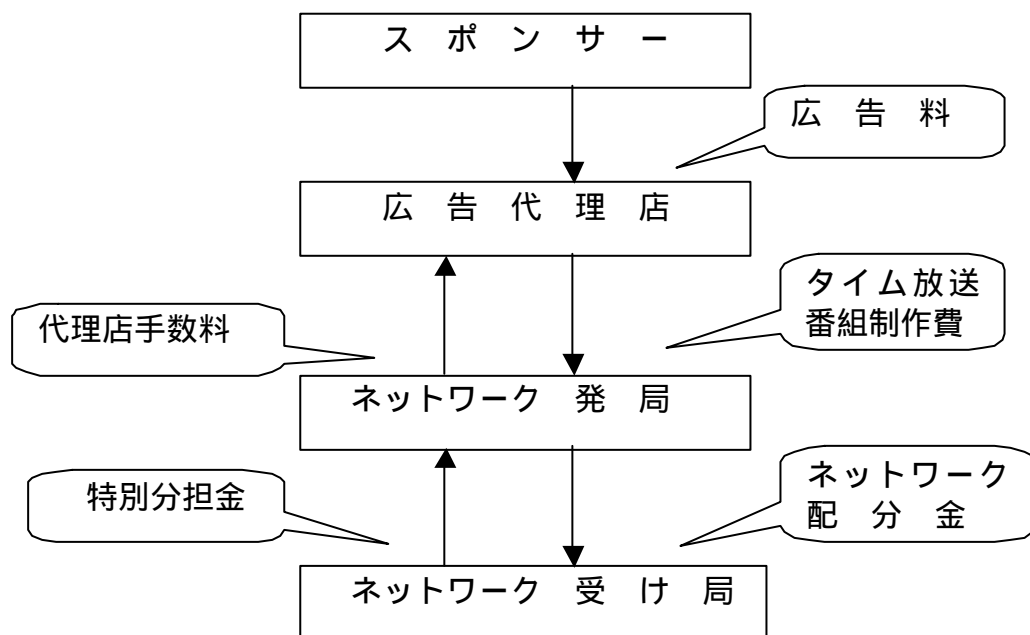 ス ポ ン サ ー
広 告 料
広 告 代 理 店
タイム放送
番組制作費
代理店手数料
ネットワーク 発 局
ネットワーク
配 分 金
特別分担金
ネットワーク 受 け 局